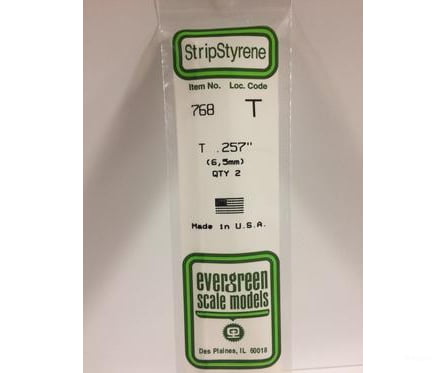 StripStyrene
Item No. Loc. Code
768 T
T .257"
(6,5mm)
QTY 2
Made in U.S.A.
evergreen
scale models
Des Plaines, IL 60018